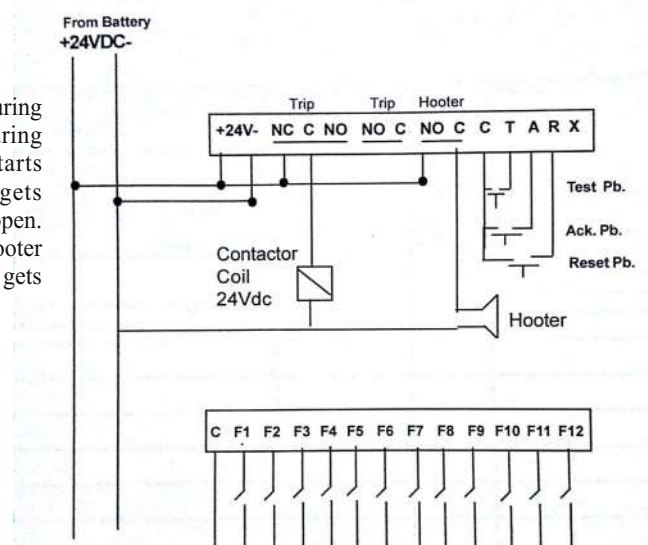 From Battery
+24VDC-
uring
uring
tarts
gets
open.
ooter
gets
Trip Trip Hooter
+24V- NC C NO NO C NO C C T A R X
Test Pb.
Ack. Pb.
Reset Pb.
Contactor
Coil
24Vdc
Hooter
C F1 F2 F3 F4 F5 F6 F7 F8 F9 F10 F11 F12